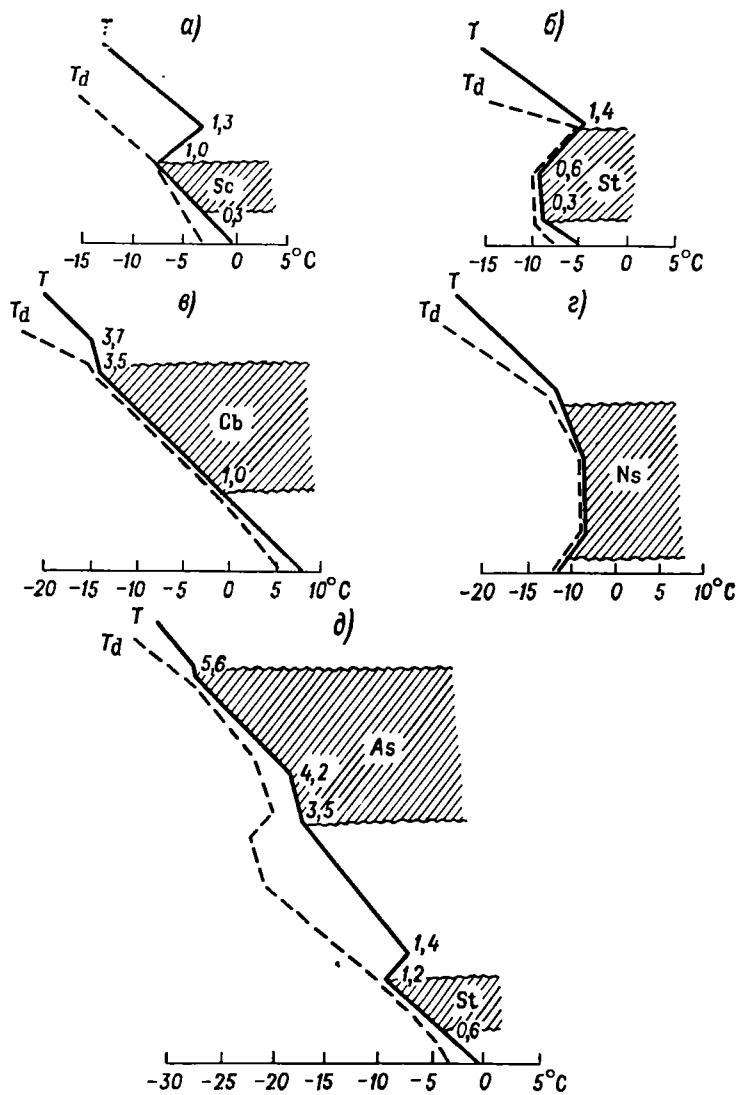 а)
T
Td
1,3
1,0
Sc
0,3
-15 -10 -5 0 5°C
б)
T
Td
1,4
0,6
St
0,3
-15 -10 -5 0 5°C
в)
T
Td
3,7
3,5
Cb
1,0
-20 -15 -10 -5 0 5 10°C
г)
T
Td
Ns
-20 -15 -10 -5 0 5 10°C
д)
T
Td
5,6
As
4,2
3,5
1,4
1,2
St
0,6
-30 -25 -20 -15 -10 -5 0 5°C